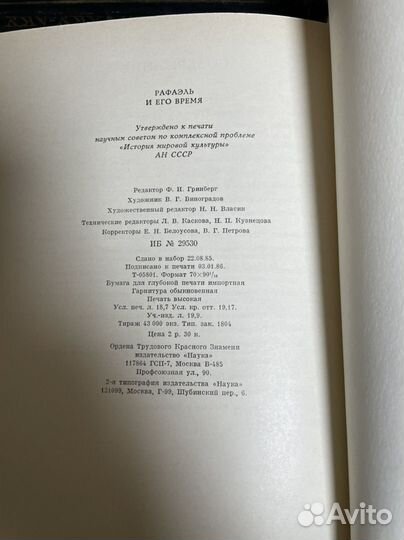 РАФАЭЛЬ
И ЕГО ВРЕМЯ
Утверждено к печати
научным советом по комплексной проблеме
«История мировой культуры»
АН СССР
Редактор Ф. И. Гринберг
Художник В. Г. Виноградов
Художественный редактор Н. Н. Власик
Технические редакторы Л. В. Каскова, Н. П. Кузнецова
Корректоры Е. Н. Белоусова, В. Г. Петрова
ИБ № 29530
Сдано в набор 22.08.85.
Подписано к печати 03.01.86.
Т-05801. Формат 70×90¹/₁₆
Бумага для глубокой печати импортная
Гарнитура обыкновенная
Печать высокая
Усл. печ. л. 18,7 Усл. кр. отт. 19,17.
Уч.-изд. л. 19,9.
Тираж 43 000 экз. Тип. зак. 1804
Цена 2 р. 30 к.
Ордена Трудового Красного Знамени
издательство «Наука»
117864 ГСП-7, Москва В-485
Профсоюзная ул., 90.
2-я типография издательства «Наука»
121099, Москва, Г-99, Шубинский пер., 6.
Avito